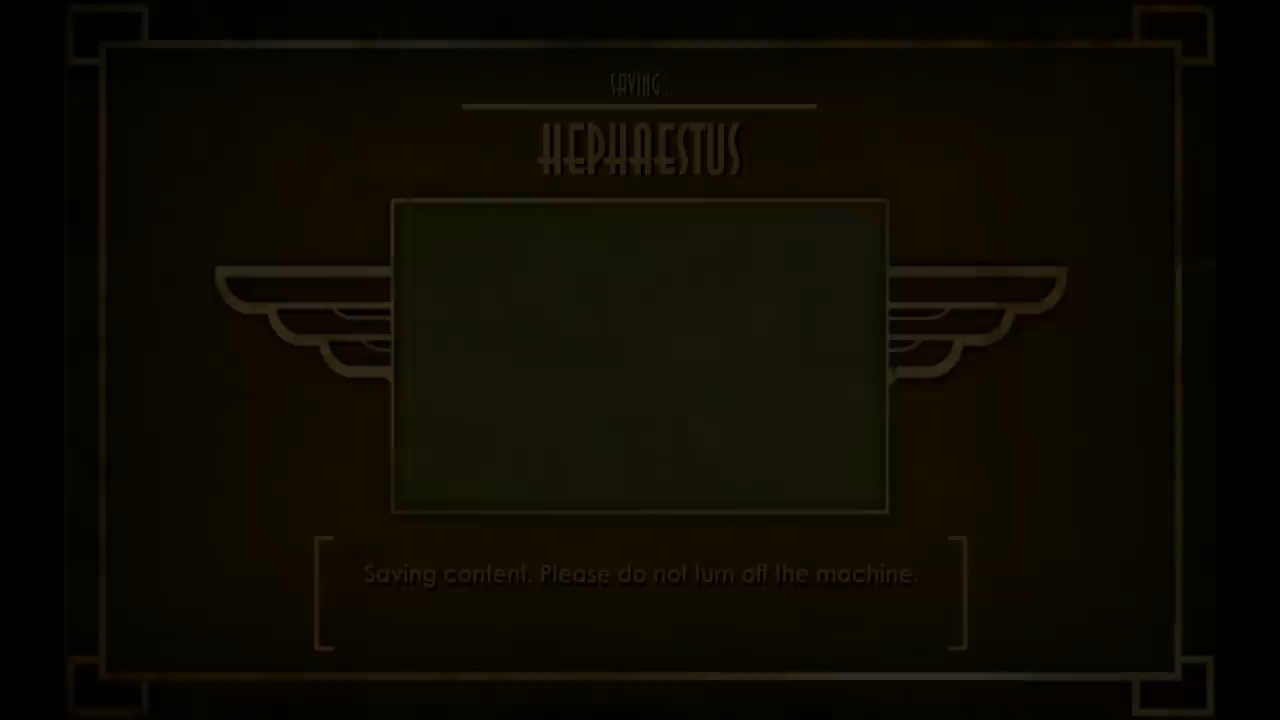 SAVING...
HEPHAESTUS
Saving content. Please do not turn off the machine.